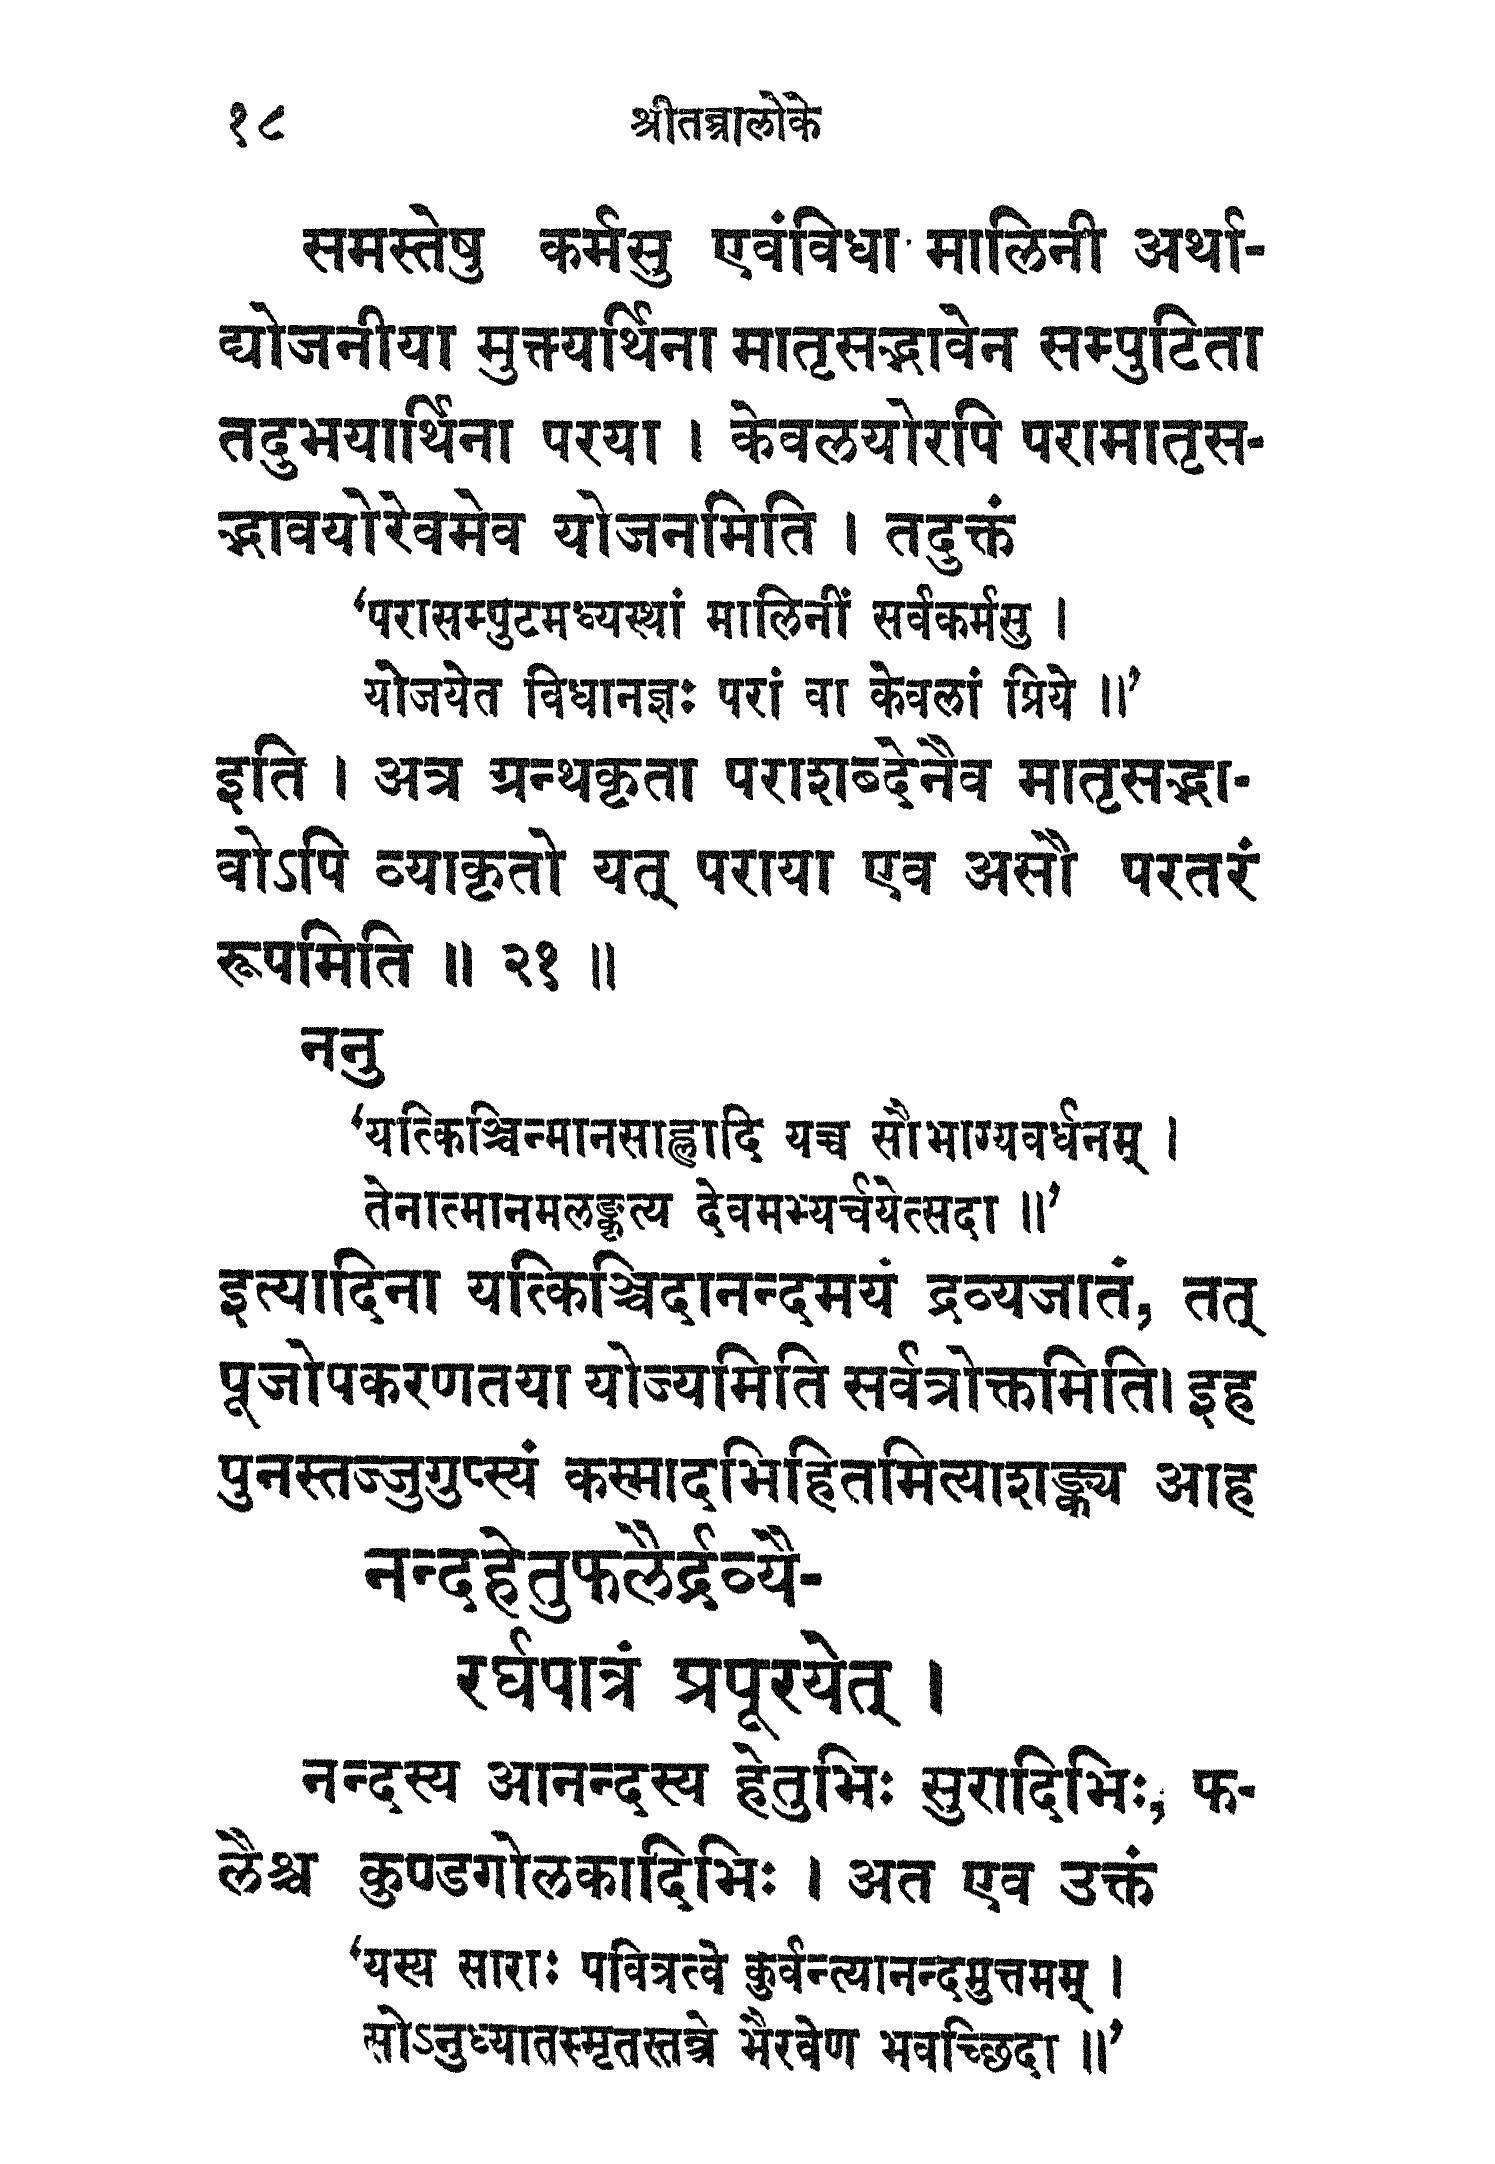 १८ श्रीतन्त्रालोके
समस्तेषु कर्मसु एवंविधा मालिनी अर्था-
द्योजनीया मुक्त्यर्थिना मातृसद्भावेन सम्पुटिता
तदुभयार्थिना परया । केवलयोरपि परामातृस-
द्भावयोरेवमेव योजनमिति । तदुक्तं
‘परासम्पुटमध्यस्थां मालिनीं सर्वकर्मसु ।
योजयेत विधानज्ञः परां वा केवलां प्रिये ॥’
इति । अत्र ग्रन्थकृता पराशब्देनैव मातृसद्भा-
वोऽपि व्याकृतो यत् पराया एव असौ परतरं
रूपमिति ॥ २१ ॥
ननु
‘यत्किञ्चिन्मानसाह्लादि यच्च सौभाग्यवर्धनम् ।
तेनात्मानमलङ्कृत्य देवमभ्यर्चयेत्सदा ॥’
इत्यादिना यत्किञ्चिदानन्दमयं द्रव्यजातं, तत्
पूजोपकरणतया योज्यमिति सर्वत्रोक्तमिति। इह
पुनस्तज्जुगुप्स्यं कस्मादभिहितमित्याशङ्क्य आह
नन्दहेतुफलैर्द्रव्यै-
रर्घपात्रं प्रपूरयेत् ।
नन्दस्य आनन्दस्य हेतुभिः सुरादिभिः, फ-
लैश्च कुण्डगोलकादिभिः । अत एव उक्तं
‘यस्य साराः पवित्रत्वे कुर्वन्त्यानन्दमुत्तमम् ।
सोऽनुध्यातस्मृतस्तन्त्रे भैरवेण भवच्छिदा ॥’